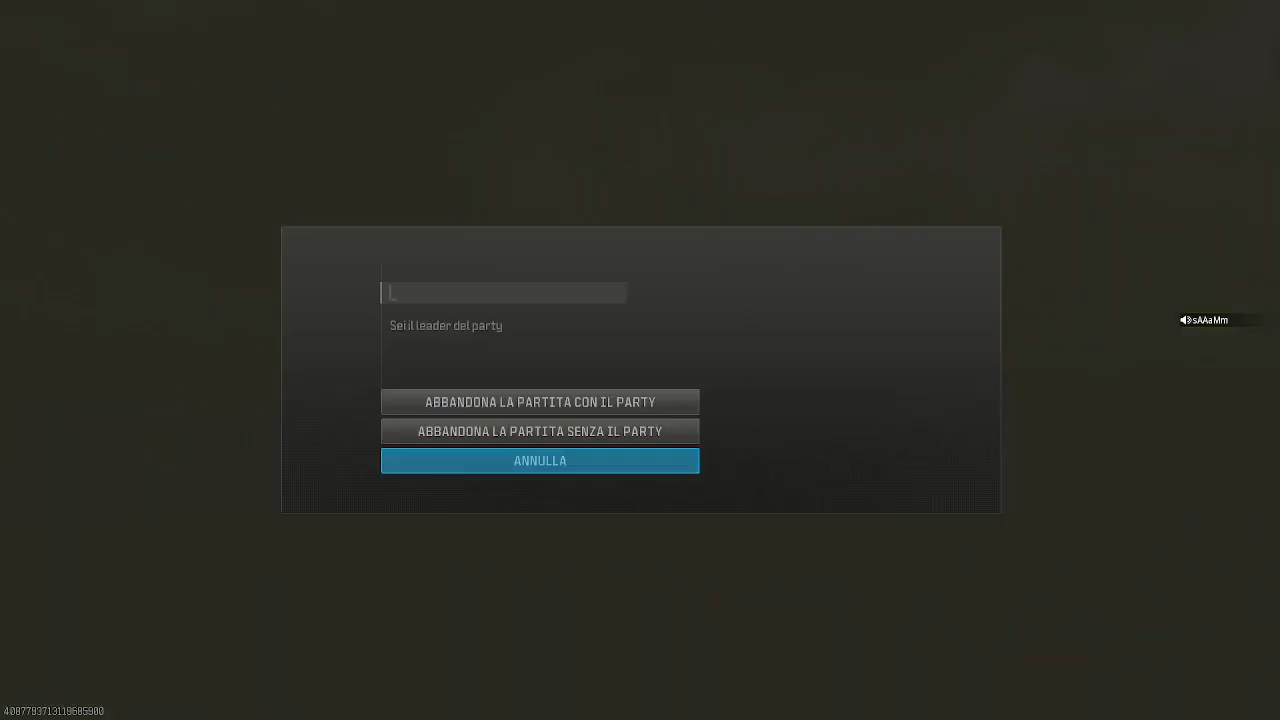 Sei il leader del party
sAAaMm
ABBANDONA LA PARTITA CON IL PARTY
ABBANDONA LA PARTITA SENZA IL PARTY
ANNULLA